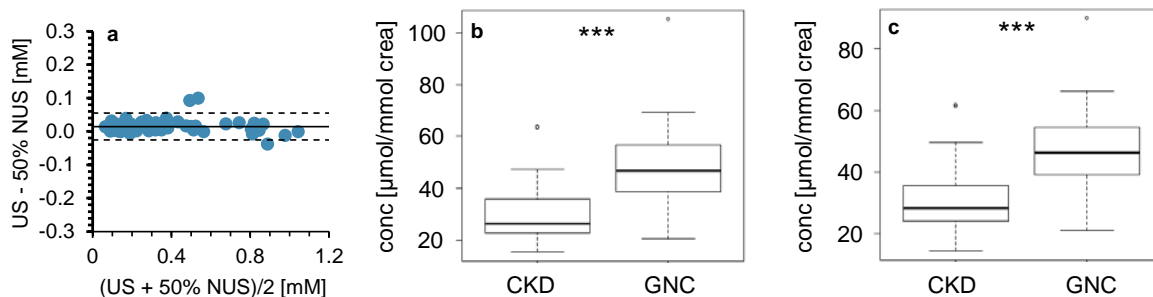 a
0.3
0.2
0.1
0.0
-0.1
-0.2
-0.3
US - 50% NUS [mM]
0 0.4 0.8 1.2
(US + 50% NUS)/2 [mM]
b ***
100
80
60
40
20
conc [µmol/mmol crea]
CKD GNC
c ***
80
60
40
20
conc [µmol/mmol crea]
CKD GNC